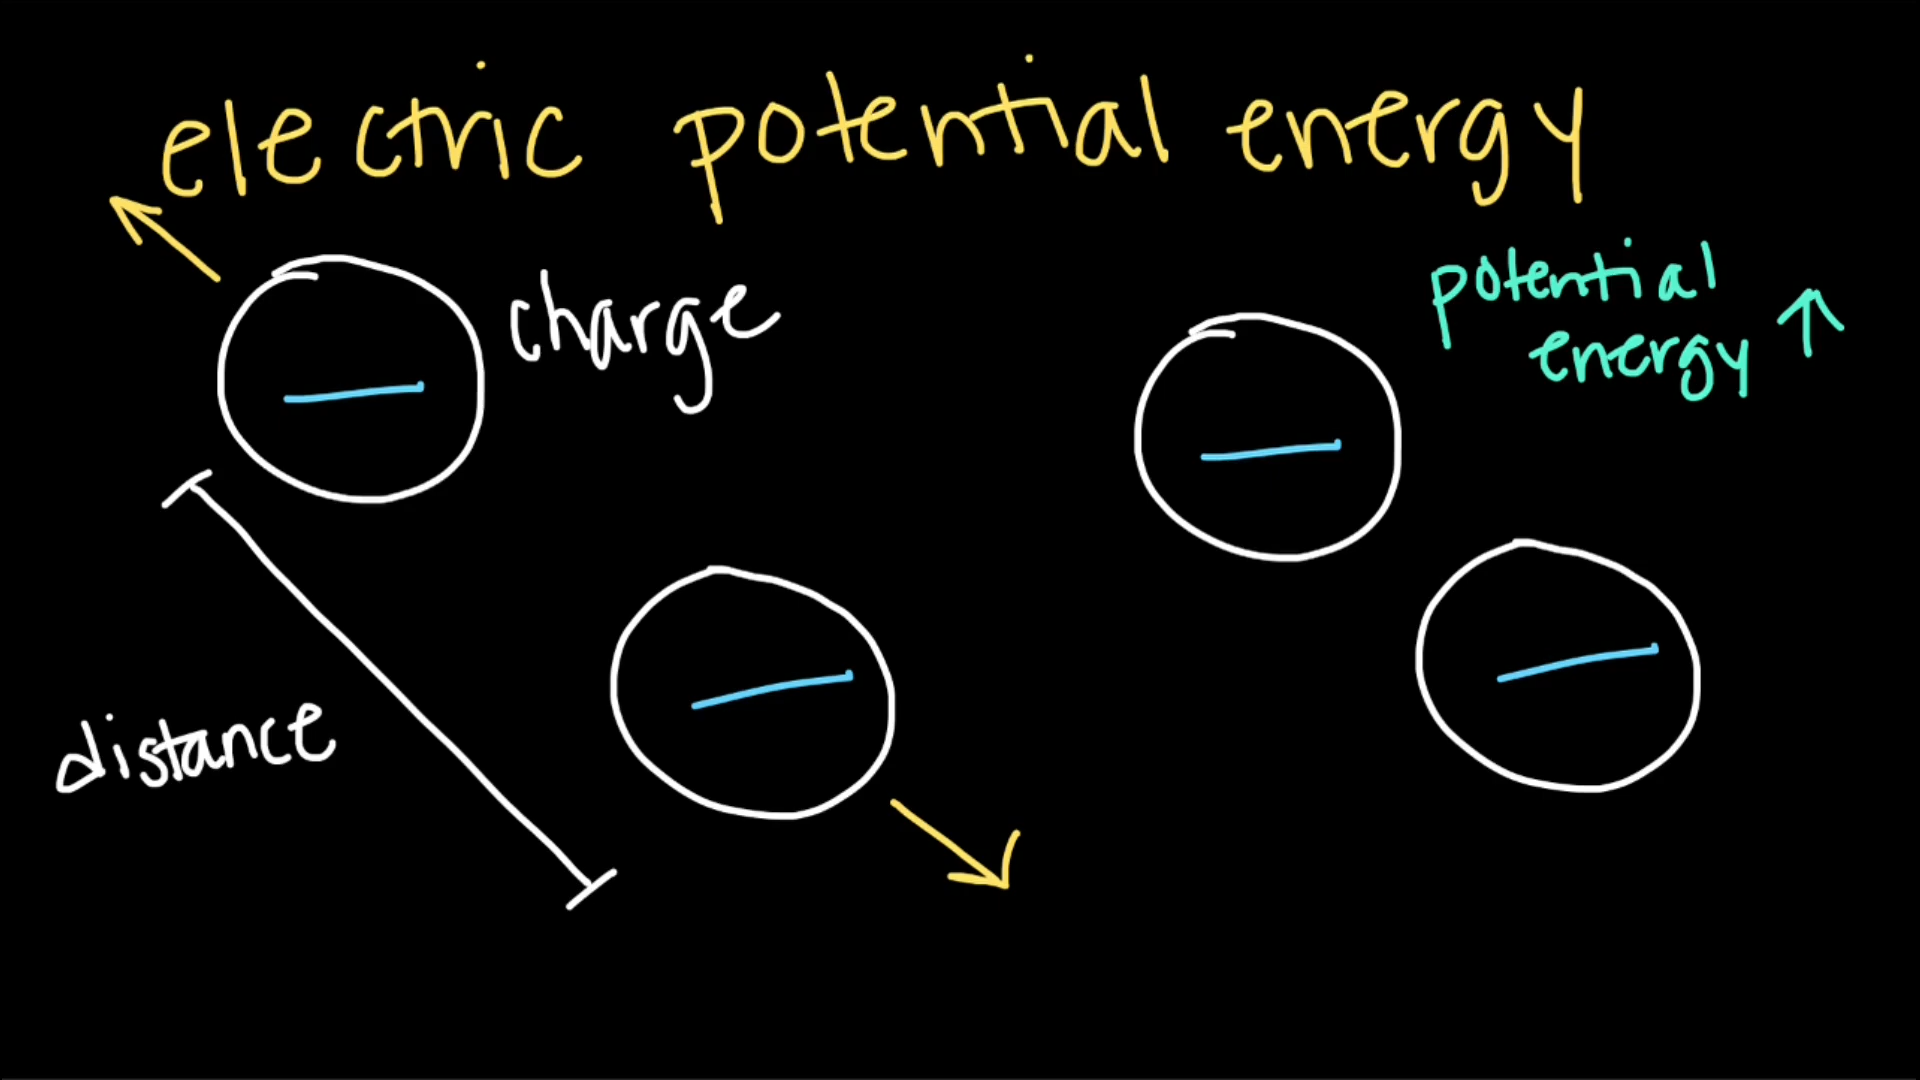 electric potential energy
charge
potential
energy ↑
distance